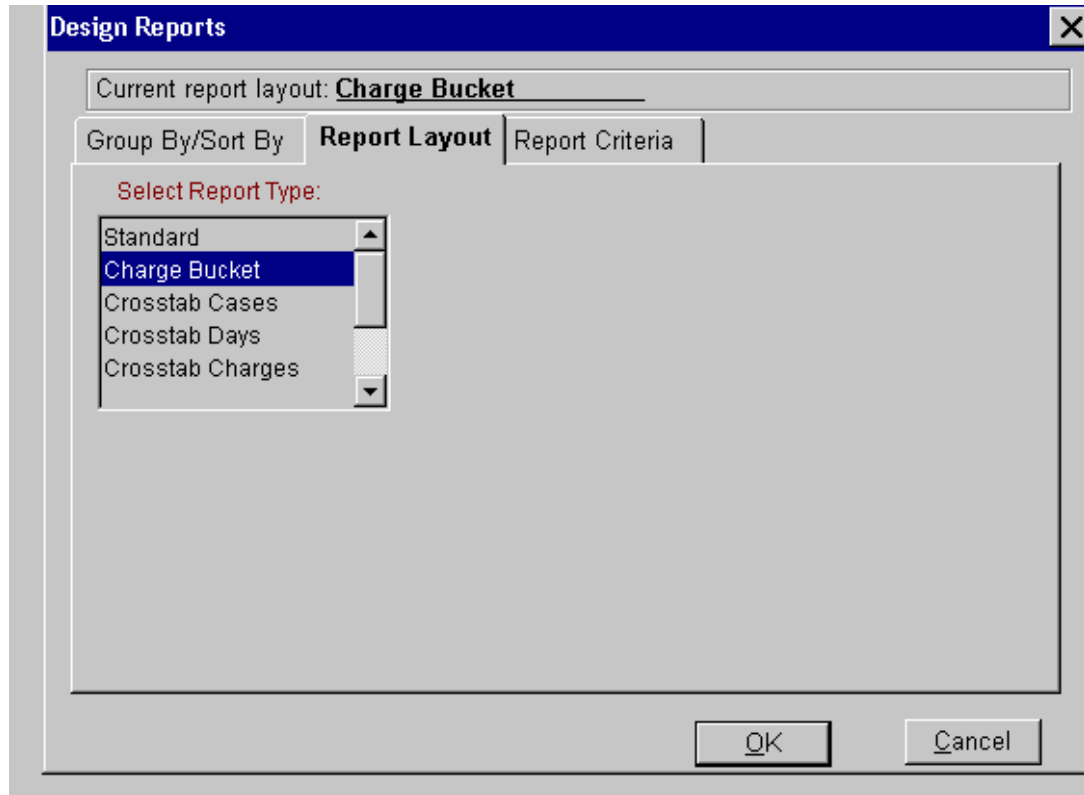 Design Reports
Current report layout: Charge Bucket
Group By/Sort By Report Layout Report Criteria
Select Report Type:
Standard
Charge Bucket
Crosstab Cases
Crosstab Days
Crosstab Charges
OK Cancel